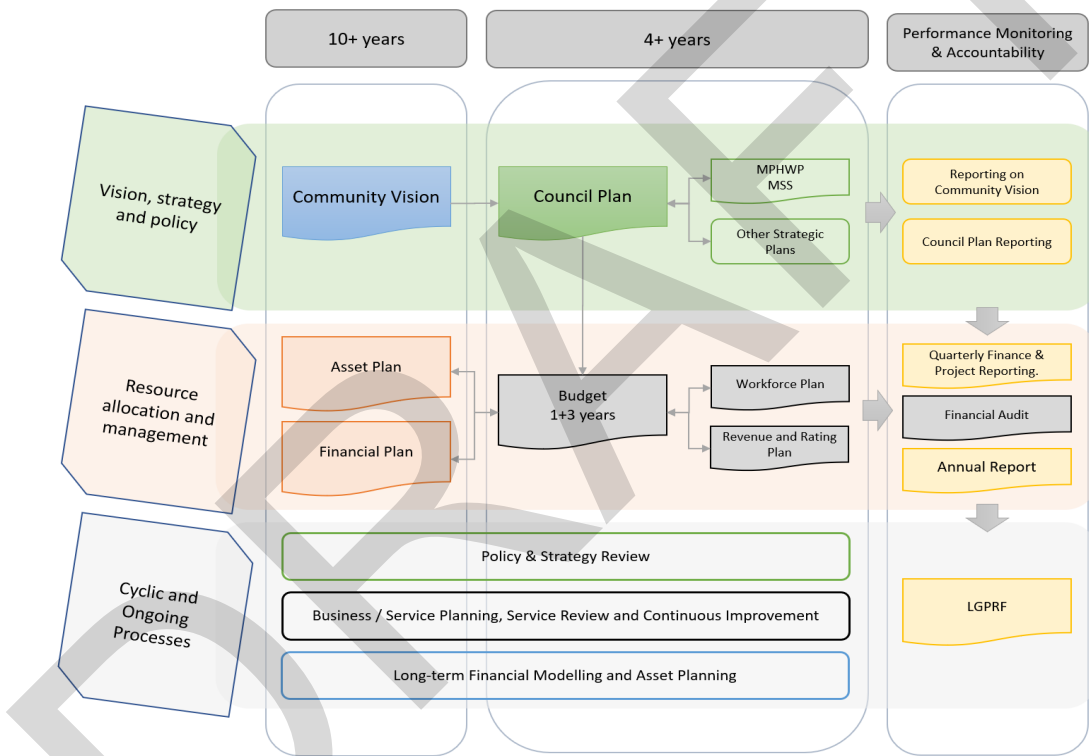 10+ years
4+ years
Performance Monitoring
& Accountability
Vision, strategy
and policy
Community Vision
Council Plan
MPHWP
MSS
Other Strategic
Plans
Reporting on
Community Vision
Council Plan Reporting
Resource
allocation and
management
Asset Plan
Financial Plan
Budget
1+3 years
Workforce Plan
Revenue and Rating
Plan
Quarterly Finance &
Project Reporting.
Financial Audit
Annual Report
Cyclic and
Ongoing
Processes
Policy & Strategy Review
Business / Service Planning, Service Review and Continuous Improvement
Long-term Financial Modelling and Asset Planning
LGPRF
DRAFT